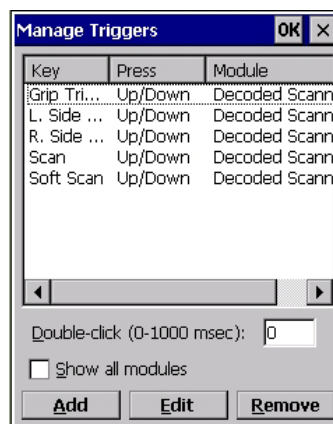 Manage Triggers OK ×
Key Press Module
Grip Tri... Up/Down Decoded Scann
L. Side ... Up/Down Decoded Scann
R. Side ... Up/Down Decoded Scann
Scan Up/Down Decoded Scann
Soft Scan Up/Down Decoded Scann
Double-click (0-1000 msec): 0
Show all modules
Add Edit Remove